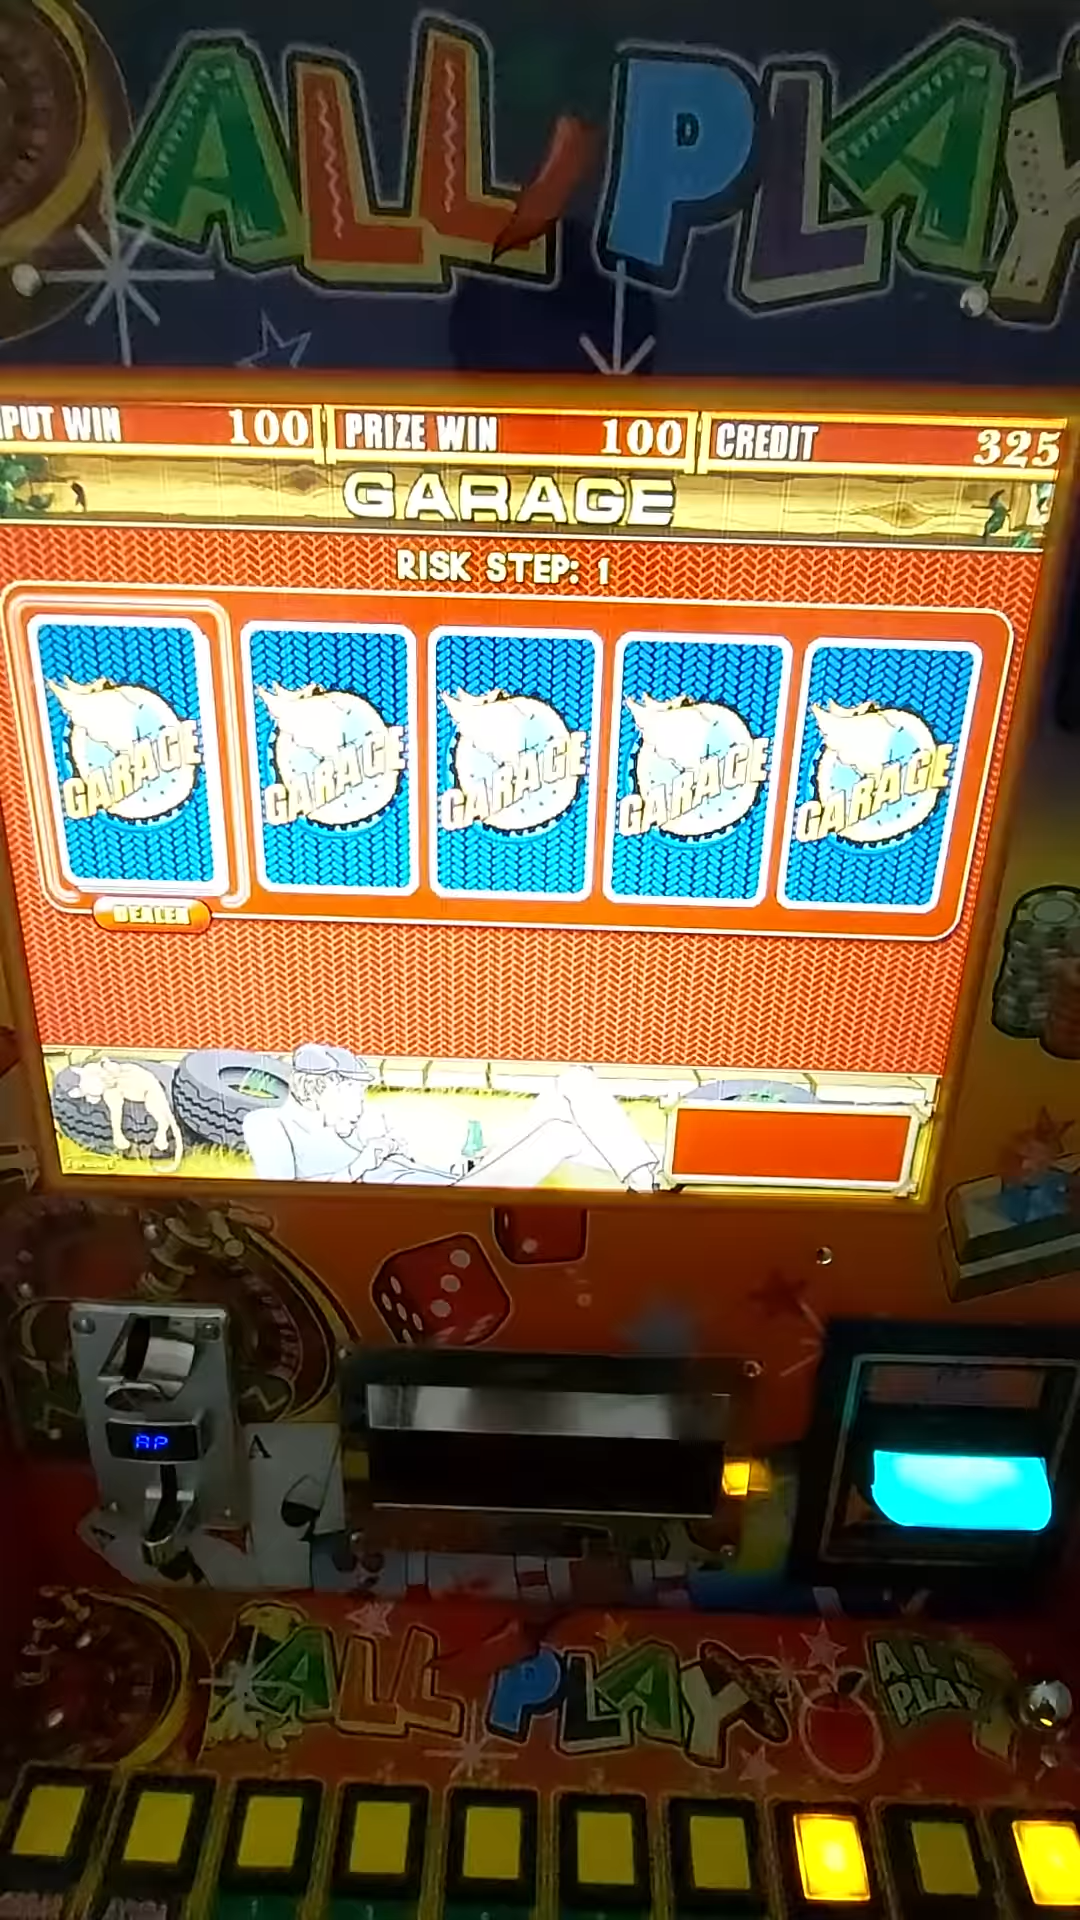 ALL PLAY
PUT WIN 100 PRIZE WIN 100 CREDIT 325
GARAGE
RISK STEP: 1
GARAGE GARAGE GARAGE GARAGE GARAGE
DEALER
AP
A
ALL PLAY
ALL
PLAY